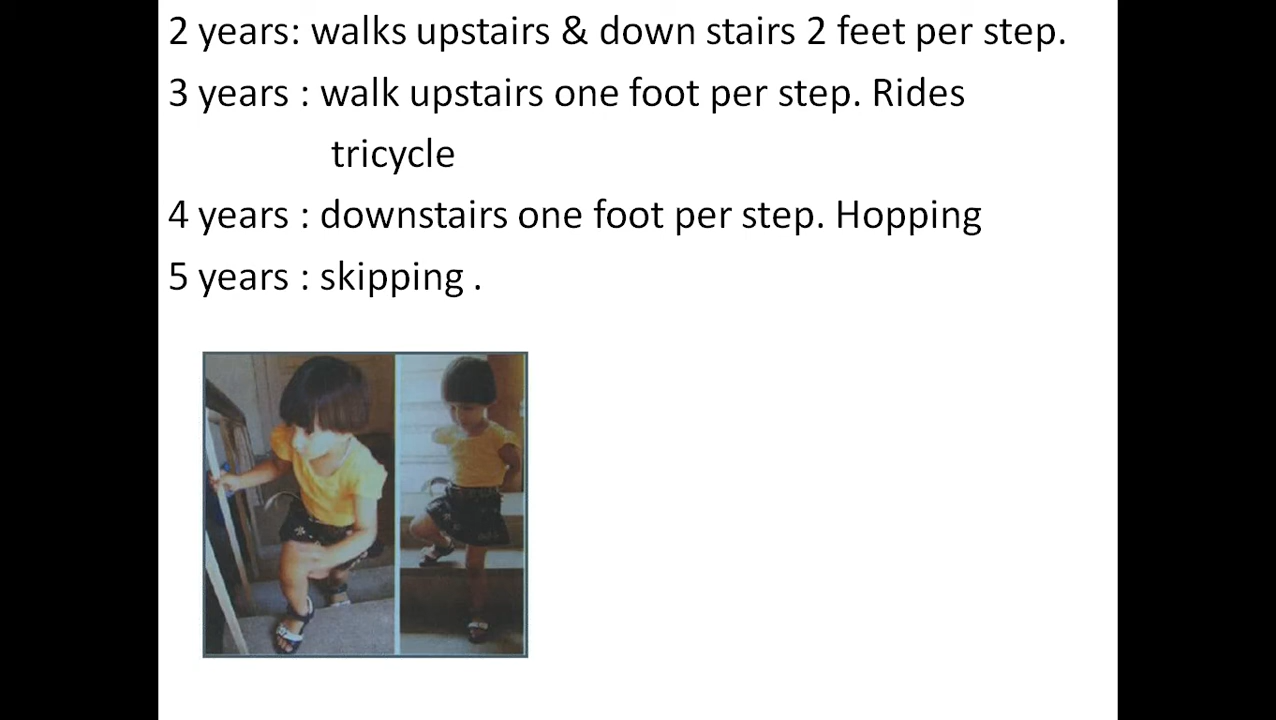 2 years: walks upstairs & down stairs 2 feet per step.
3 years : walk upstairs one foot per step. Rides
tricycle
4 years : downstairs one foot per step. Hopping
5 years : skipping .